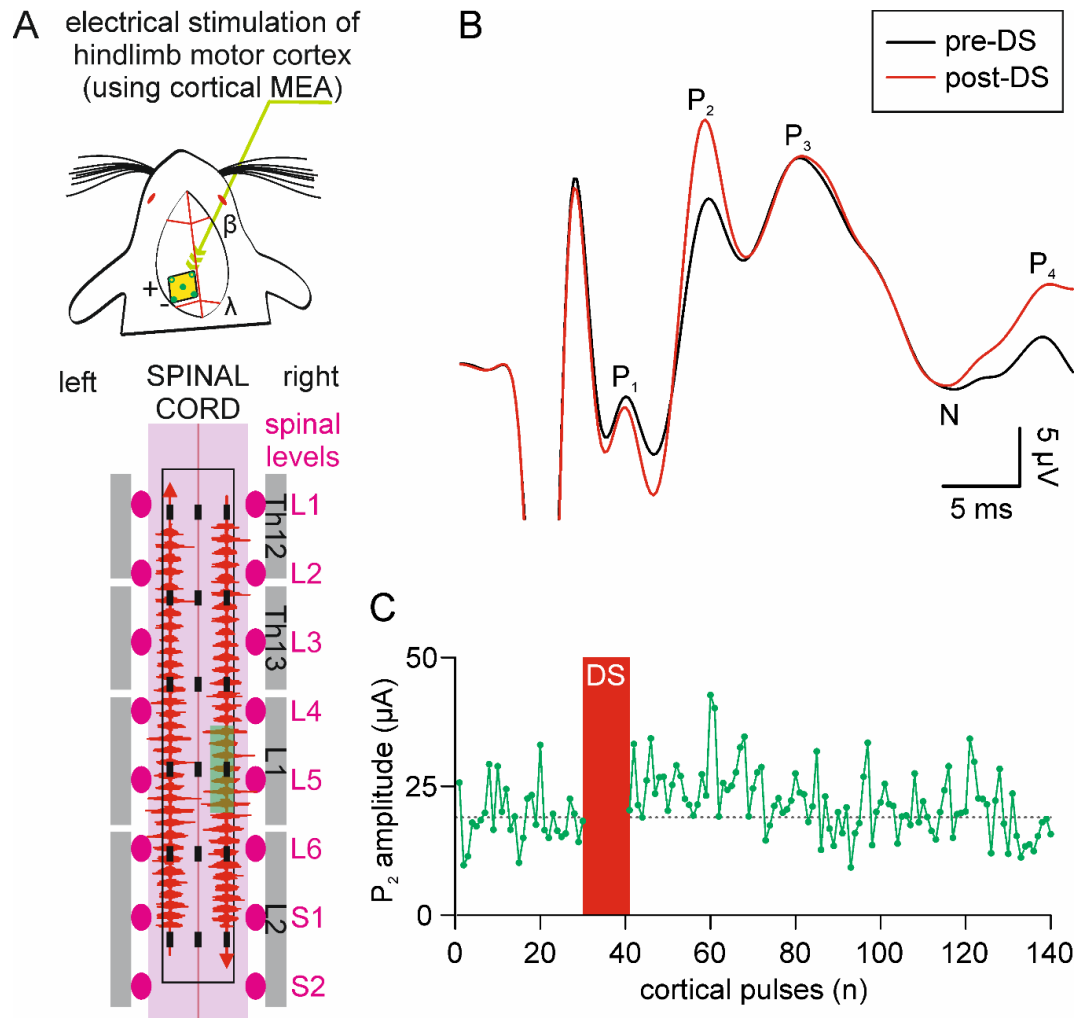 A
electrical stimulation of
hindlimb motor cortex
(using cortical MEA)
β
+
-
λ
left
SPINAL
CORD
right
spinal
levels
Th12
L1
L2
Th13
L3
L4
L1
L5
L6
L2
S1
S2
B
pre-DS
post-DS
P1
P2
P3
P4
N
5 µV
5 ms
C
P2 amplitude (µA)
50
25
0
DS
0
20
40
60
80
100
120
140
cortical pulses (n)